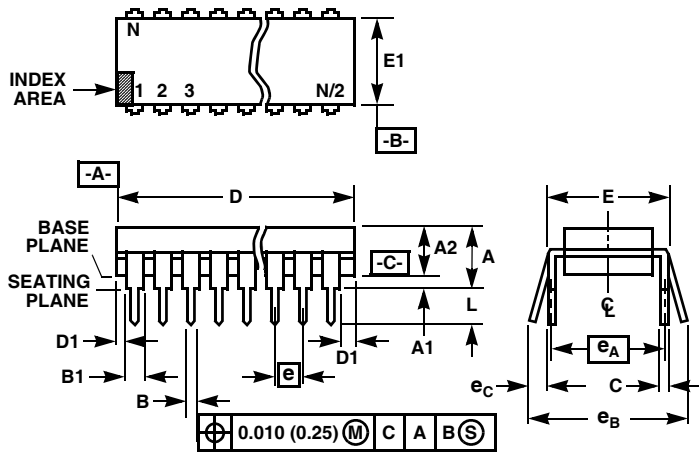 N
E1
INDEX
AREA
1 2 3 N/2
-B-
-A-
D
E
BASE
PLANE
A2
A
-C-
SEATING
PLANE
L
C
L
D1
A1
D1
eA
B1
e
eC
C
B
eB
0.010 (0.25) M C A B S